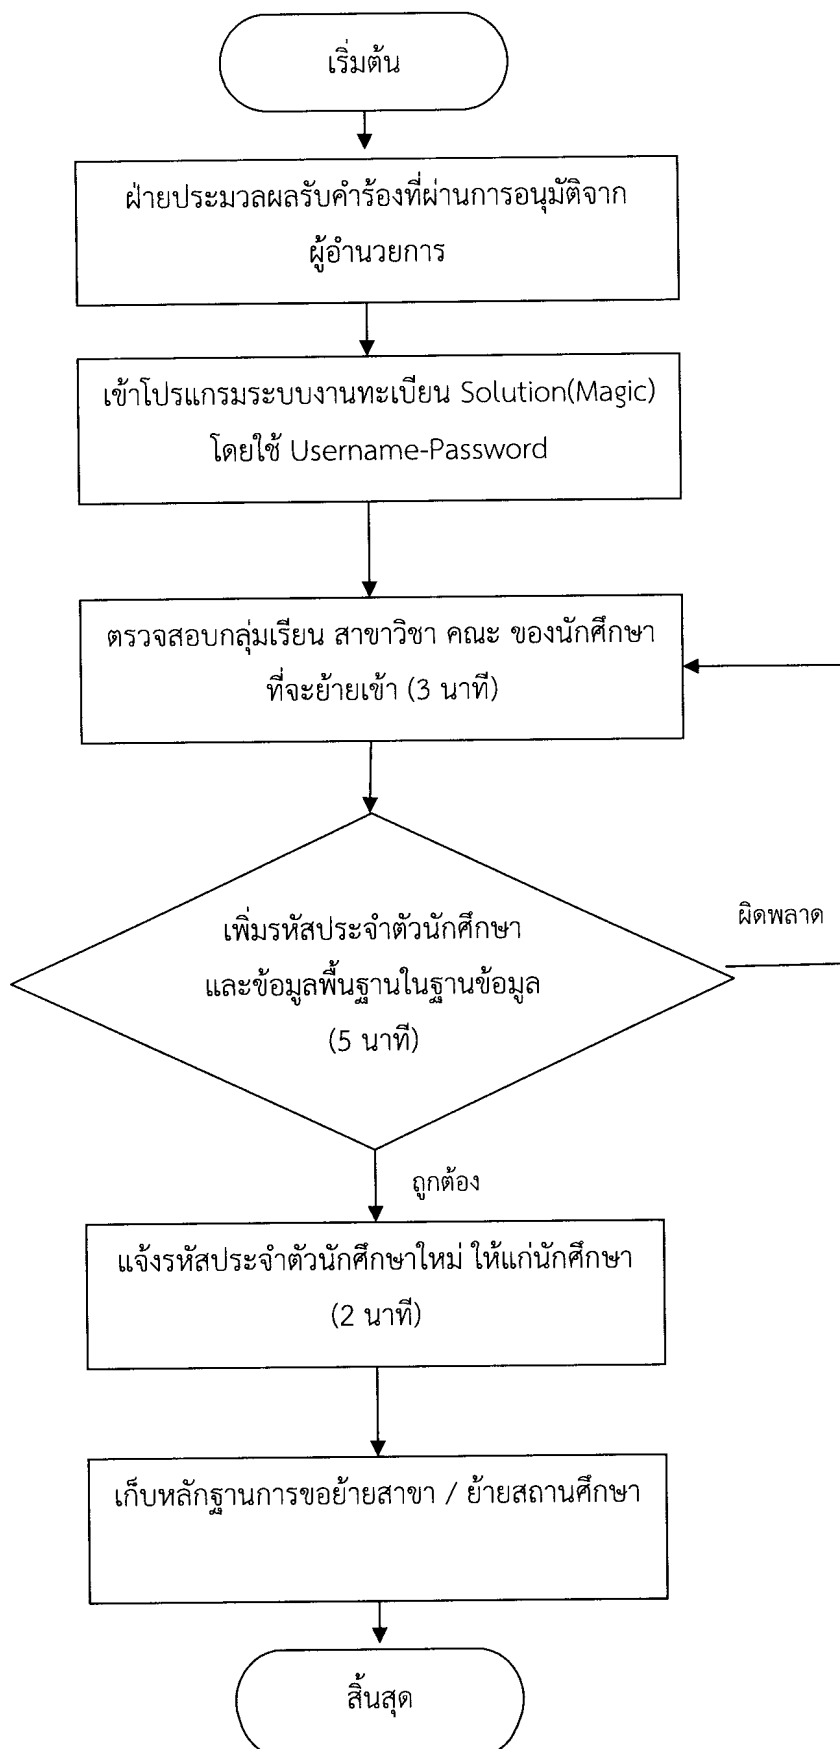 เริ่มต้น
ฝ่ายประมวลผลรับคำร้องที่ผ่านการอนุมัติจาก
ผู้อำนวยการ
เข้าโปรแกรมระบบงานทะเบียน Solution(Magic)
โดยใช้ Username-Password
ตรวจสอบกลุ่มเรียน สาขาวิชา คณะ ของนักศึกษา
ที่จะย้ายเข้า (3 นาที)
ผิดพลาด
เพิ่มรหัสประจำตัวนักศึกษา
และข้อมูลพื้นฐานในฐานข้อมูล
(5 นาที)
ถูกต้อง
แจ้งรหัสประจำตัวนักศึกษาใหม่ ให้แก่นักศึกษา
(2 นาที)
เก็บหลักฐานการขอย้ายสาขา / ย้ายสถานศึกษา
สิ้นสุด